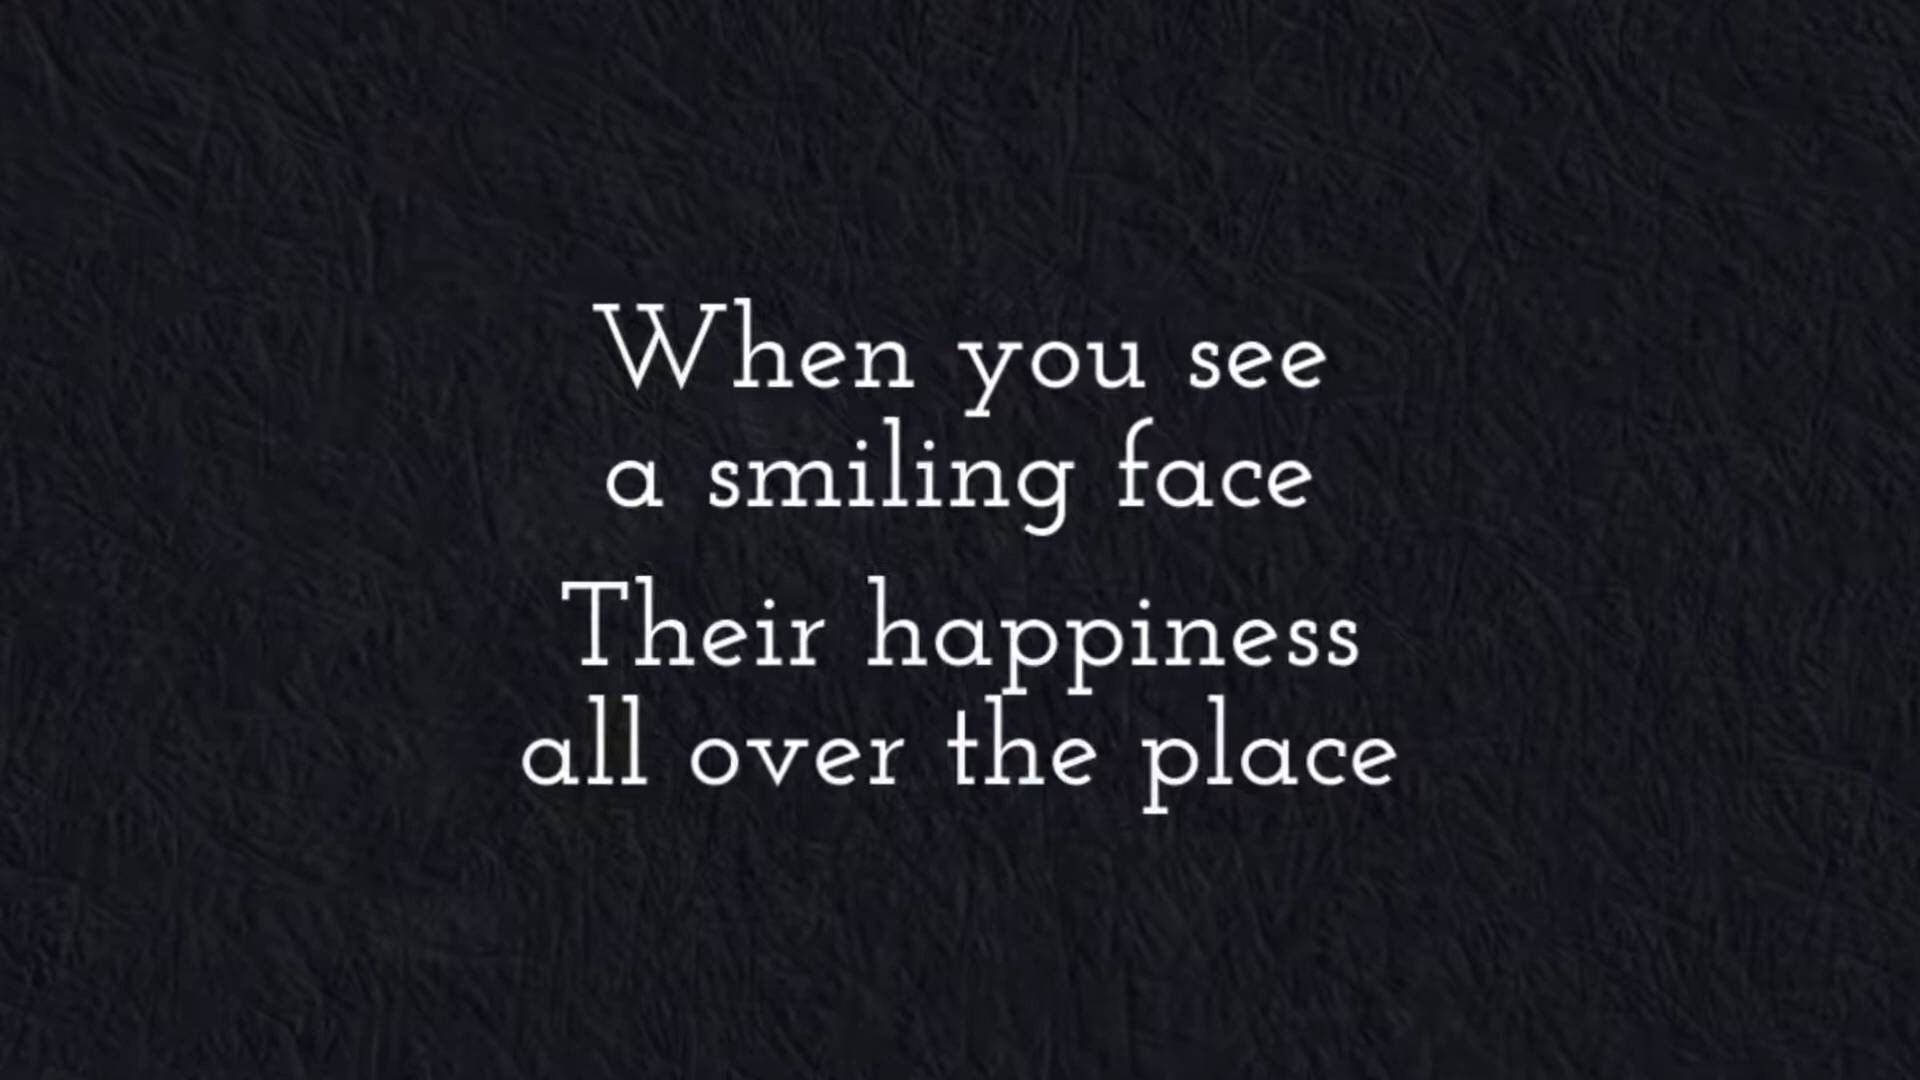 When you see
a smiling face
Their happiness
all over the place